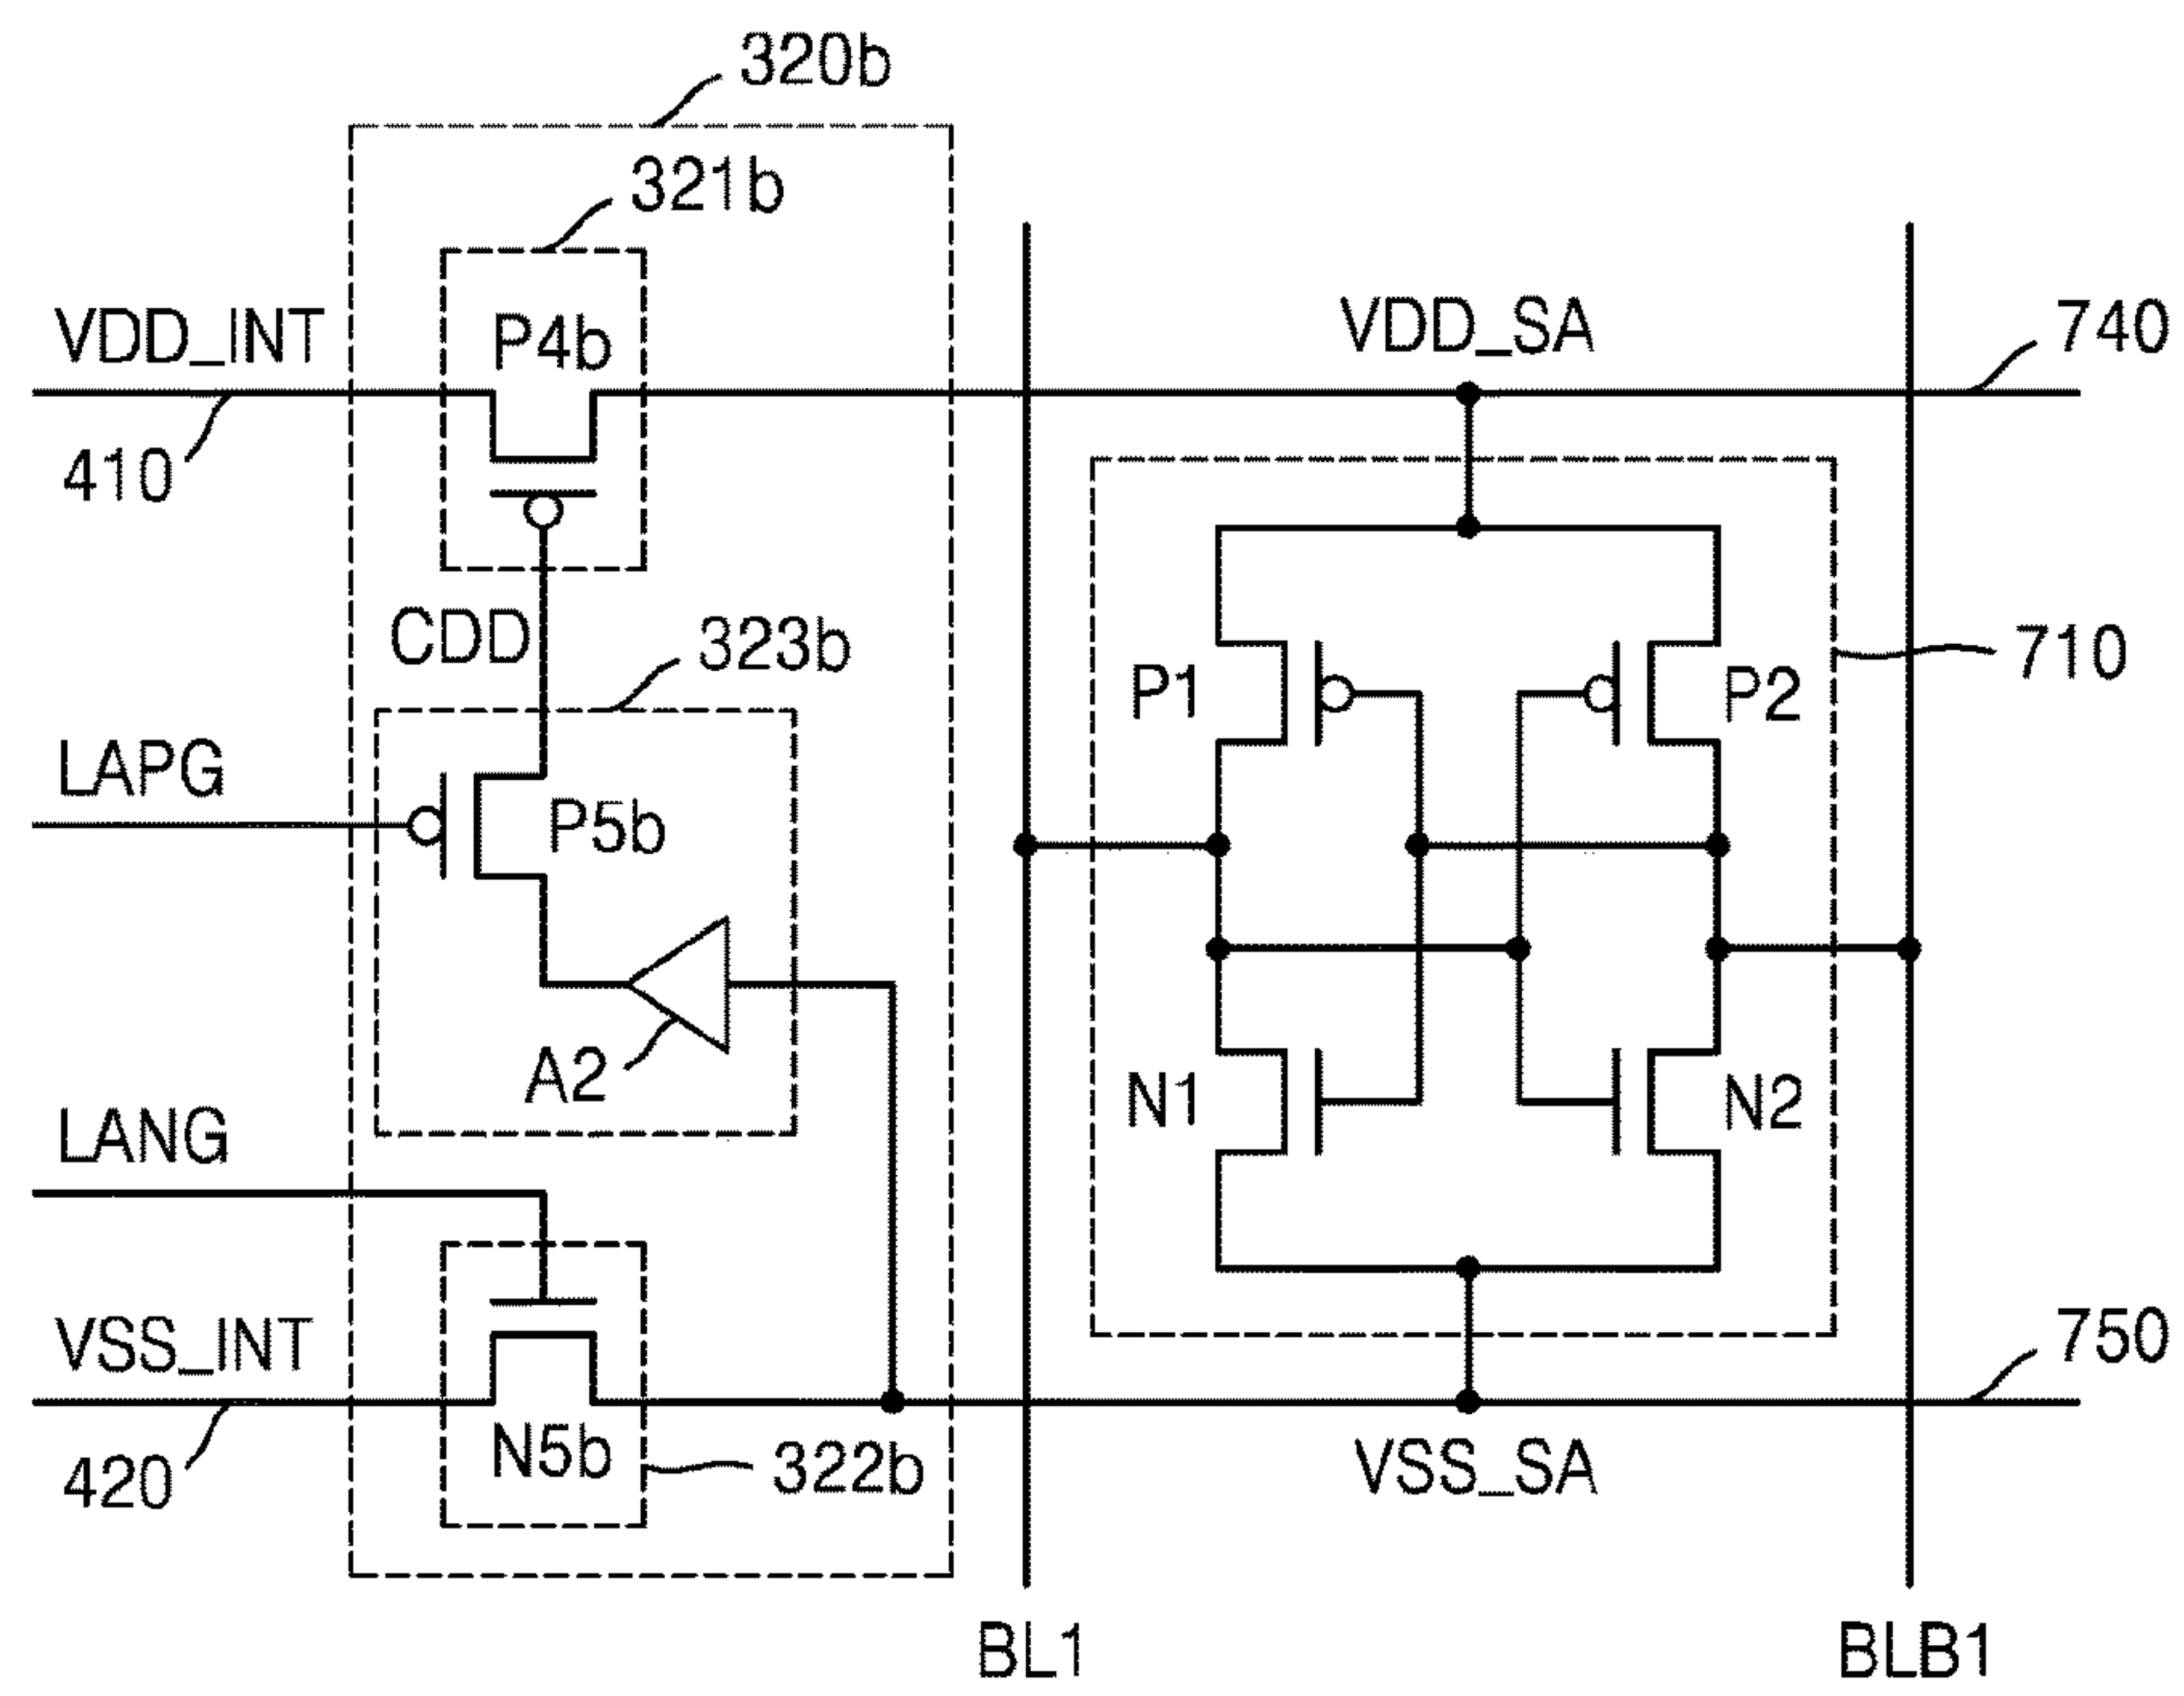 320b
321b
VDD_INT
P4b
VDD_SA
740
410
CDD
323b
P1
P2
710
LAPG
P5b
A2
N1
N2
LANG
VSS_INT
750
420
N5b
322b
VSS_SA
BL1
BLB1